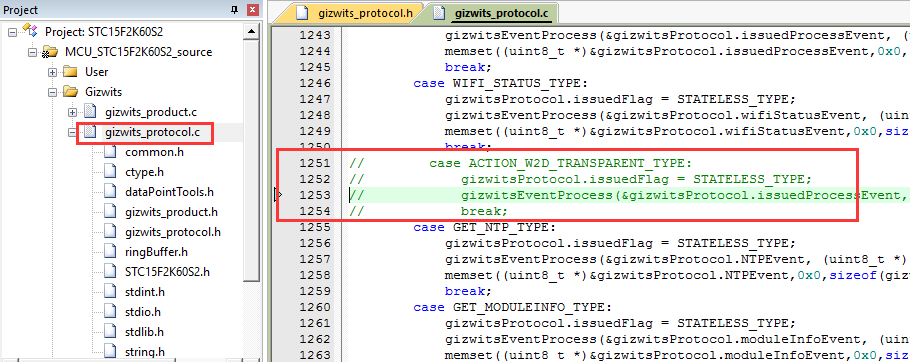 Project
Project: STC15F2K60S2
MCU_STC15F2K60S2_source
User
Gizwits
gizwits_product.c
gizwits_protocol.c
common.h
ctype.h
dataPointTools.h
gizwits_product.h
gizwits_protocol.h
ringBuffer.h
STC15F2K60S2.h
stdint.h
stdio.h
stdlib.h
string.h
gizwits_protocol.h gizwits_protocol.c
1243 gizwitsEventProcess(&gizwitsProtocol.issuedProcessEvent, (u
1244 memset((uint8_t *)&gizwitsProtocol.issuedProcessEvent,0x0,s
1245 break;
1246 case WIFI_STATUS_TYPE:
1247 gizwitsProtocol.issuedFlag = STATELESS_TYPE;
1248 gizwitsEventProcess(&gizwitsProtocol.wifiStatusEvent, (uint
1249 memset((uint8_t *)&gizwitsProtocol.wifiStatusEvent,0x0,size
1250 break;
1251 // case ACTION_W2D_TRANSPARENT_TYPE:
1252 // gizwitsProtocol.issuedFlag = STATELESS_TYPE;
1253 // gizwitsEventProcess(&gizwitsProtocol.issuedProcessEvent,
1254 // break;
1255 case GET_NTP_TYPE:
1256 gizwitsProtocol.issuedFlag = STATELESS_TYPE;
1257 gizwitsEventProcess(&gizwitsProtocol.NTPEvent, (uint8_t *)
1258 memset((uint8_t *)&gizwitsProtocol.NTPEvent,0x0,sizeof(giz
1259 break;
1260 case GET_MODULEINFO_TYPE:
1261 gizwitsProtocol.issuedFlag = STATELESS_TYPE;
1262 gizwitsEventProcess(&gizwitsProtocol.moduleInfoEvent, (uint
1263 memset((uint8_t *)&gizwitsProtocol.moduleInfoEvent,0x0,size